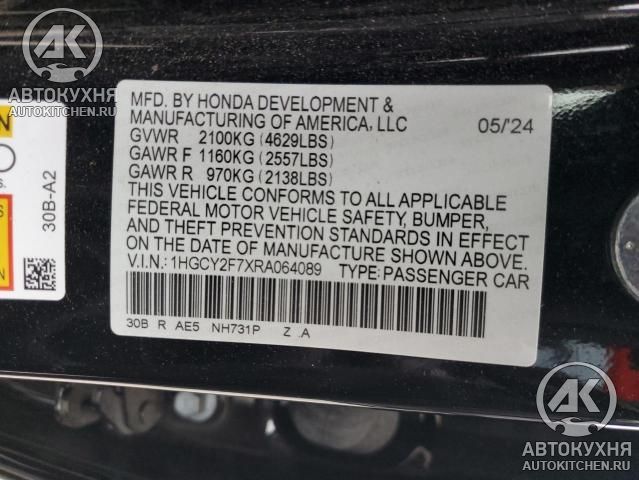 АК
АВТОКУХНЯ
AUTOKITCHEN.RU
30B-A2
MFD. BY HONDA DEVELOPMENT &
MANUFACTURING OF AMERICA, LLC 05/'24
GVWR 2100KG (4629LBS)
GAWR F 1160KG (2557LBS)
GAWR R 970KG (2138LBS)
THIS VEHICLE CONFORMS TO ALL APPLICABLE
FEDERAL MOTOR VEHICLE SAFETY, BUMPER,
AND THEFT PREVENTION STANDARDS IN EFFECT
ON THE DATE OF MANUFACTURE SHOWN ABOVE.
V.I.N.: 1HGCY2F7XRA064089 TYPE: PASSENGER CAR
30B R AE5 NH731P Z .A
АК
АВТОКУХНЯ
AUTOKITCHEN.RU